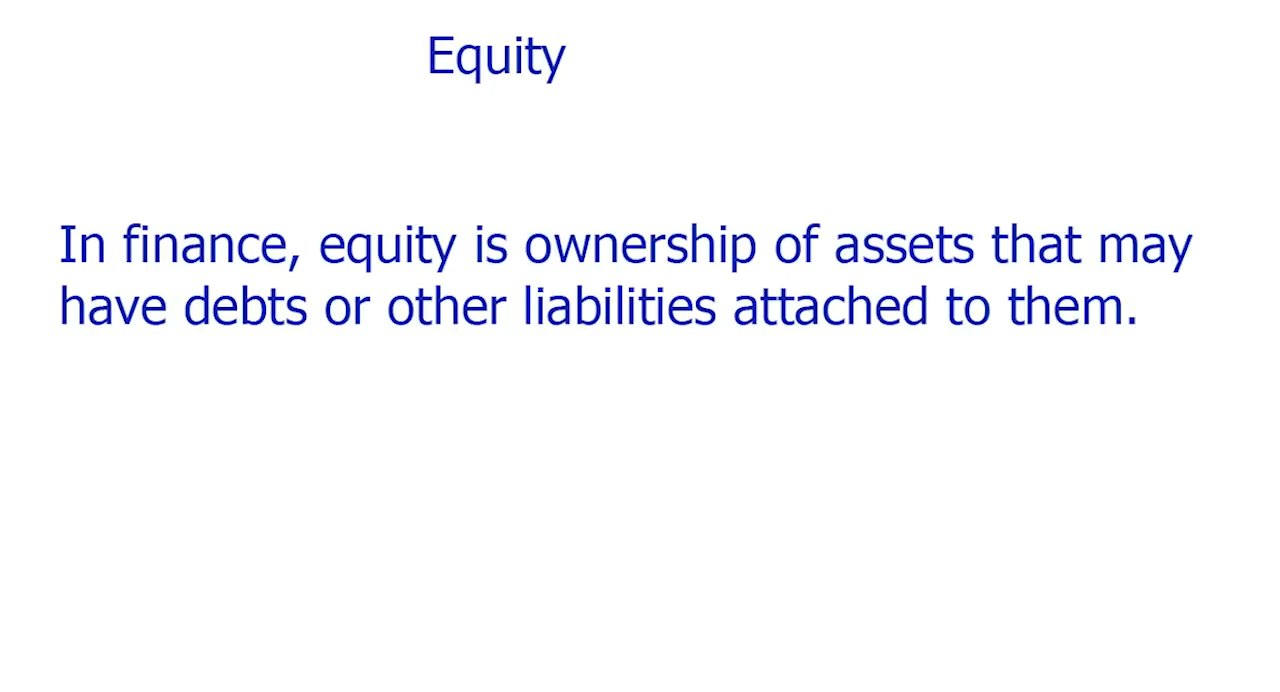 Equity
In finance, equity is ownership of assets that may
have debts or other liabilities attached to them.